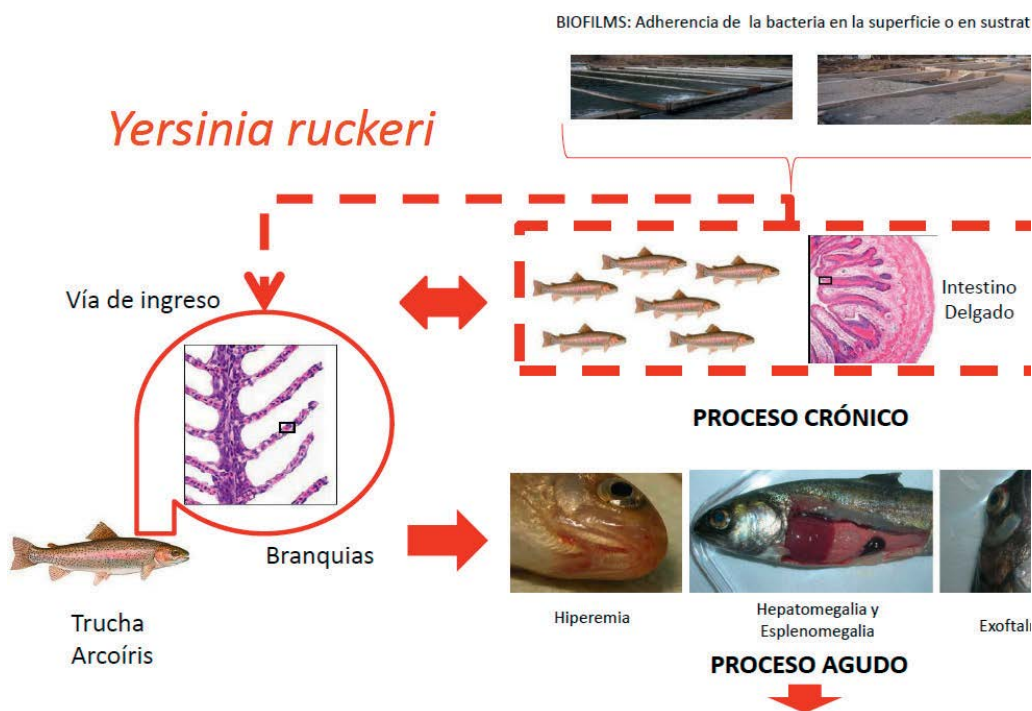 BIOFILMS: Adherencia de la bacteria en la superficie o en sustrat
Yersinia ruckeri
Vía de ingreso
Intestino
Delgado
PROCESO CRÓNICO
Branquias
Trucha
Arcoíris
Hiperemia
Hepatomegalia y
Esplenomegalia
Exoftal
PROCESO AGUDO